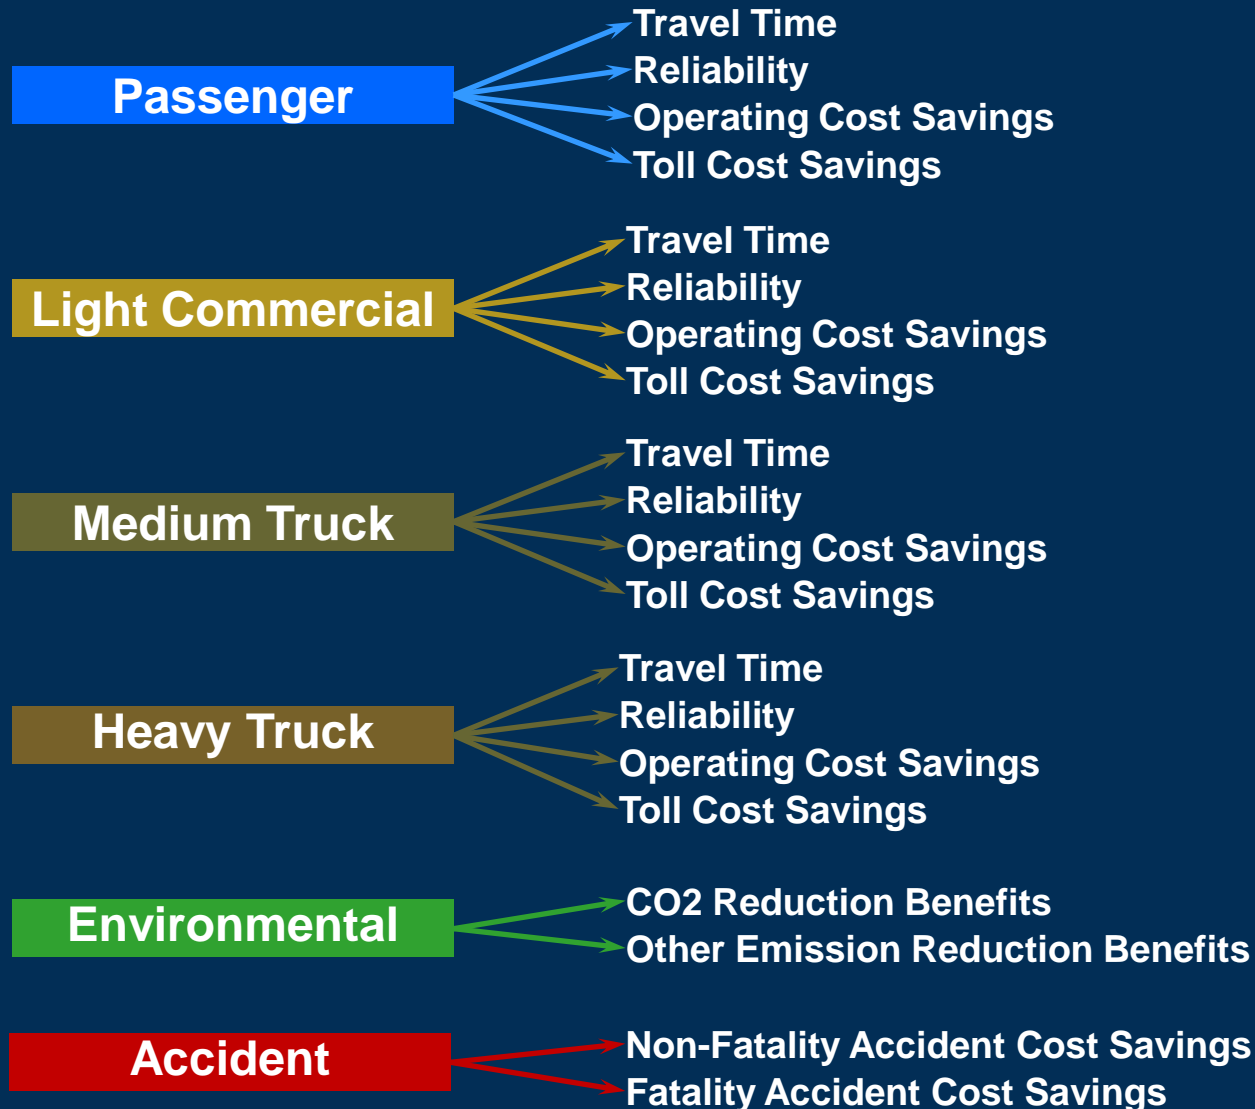 Passenger
Travel Time
Reliability
Operating Cost Savings
Toll Cost Savings
Light Commercial
Travel Time
Reliability
Operating Cost Savings
Toll Cost Savings
Medium Truck
Travel Time
Reliability
Operating Cost Savings
Toll Cost Savings
Heavy Truck
Travel Time
Reliability
Operating Cost Savings
Toll Cost Savings
Environmental
CO2 Reduction Benefits
Other Emission Reduction Benefits
Accident
Non-Fatality Accident Cost Savings
Fatality Accident Cost Savings